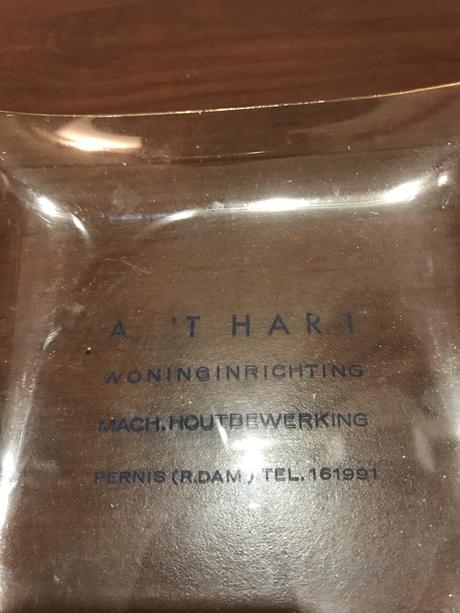 A. 'T HART
WONINGINRICHTING
MACH. HOUTBEWERKING
PERNIS (R.DAM) TEL. 161991